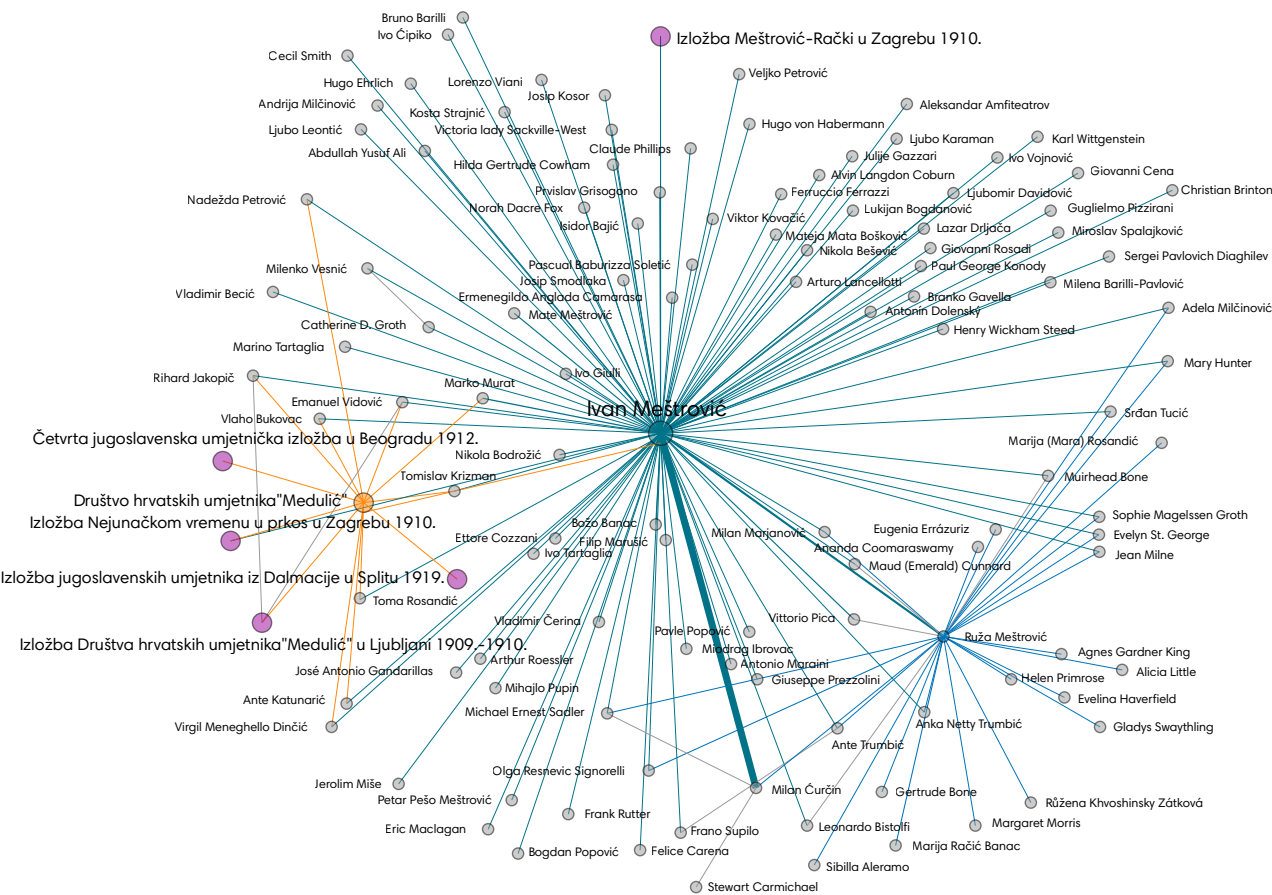 Bruno Barilli
Ivo Ćipiko
Izložba Meštrović-Rački u Zagrebu 1910.
Cecil Smith
Veljko Petrović
Hugo Ehrlich
Lorenzo Viani
Josip Kosor
Andrija Milčinović
Kosta Strajnić
Aleksandar Amfiteatrov
Ljubo Leontić
Victoria lady Sackville-West
Hugo von Habermann
Ljubo Karaman
Karl Wittgenstein
Abdullah Yusuf Ali
Claude Phillips
Julije Gazzari
Ivo Vojnović
Hilda Gertrude Cowham
Alvin Langdon Coburn
Giovanni Cena
Nadežda Petrović
Prvislav Grisogono
Ferruccio Ferrazzi
Ljubomir Davidović
Christian Brinton
Norah Dacre Fox
Lukijan Bogdanović
Guglielmo Pizzirani
Isidor Bajić
Viktor Kovačić
Mateja Mata Bošković
Lazar Drljača
Miroslav Spalajković
Nikola Bešević
Giovanni Rosadi
Sergei Pavlovich Diaghilev
Milenko Vesnić
Pascual Baburizza Soletić
Paul George Konody
Josip Smodlaka
Arturo Lancellotti
Milena Barilli-Pavlović
Vladimir Becić
Ermenegildo Anglada Camarasa
Branko Gavella
Adela Milčinović
Mate Meštrović
Antonín Dolenský
Catherine D. Groth
Henry Wickham Steed
Marino Tartaglia
Mary Hunter
Rihard Jakopič
Ivo Giulli
Marko Murat
Emanuel Vidović
Ivan Meštrović
Srđan Tucić
Vlaho Bukovac
Četvrta jugoslavenska umjetnička izložba u Beogradu 1912.
Marija (Mara) Rosandić
Nikola Bodrožić
Tomislav Krizman
Muirhead Bone
Društvo hrvatskih umjetnika"Medulić"
Izložba Nejunačkom vremenu u prkos u Zagrebu 1910.
Božo Banac
Sophie Magelssen Groth
Ettore Cozzani
Filip Marušić
Milan Marjanović
Eugenia Errázuriz
Evelyn St. George
Ivo Tartaglia
Ananda Coomaraswamy
Jean Milne
Maud (Emerald) Cunnard
Izložba jugoslavenskih umjetnika iz Dalmacije u Splitu 1919.
Toma Rosandić
Vladimir Čerina
Pavle Popović
Vittorio Pica
Ruža Meštrović
Izložba Društva hrvatskih umjetnika"Medulić" u Ljubljani 1909.-1910.
Miodrag Ibrovac
Agnes Gardner King
Arthur Roessler
Antonio Maraini
José Antonio Gandarillas
Giuseppe Prezzolini
Helen Primrose
Alicia Little
Mihajlo Pupin
Evelina Haverfield
Ante Katunarić
Michael Ernest Sadler
Anka Netty Trumbić
Virgil Meneghello Dinčić
Gladys Swaythling
Ante Trumbić
Olga Resnevic Signorelli
Jerolim Miše
Milan Ćurčin
Gertrude Bone
Petar Pešo Meštrović
Růžena Khvoshinsky Zátková
Frank Rutter
Eric Maclagan
Frano Supilo
Leonardo Bistolfi
Margaret Morris
Bogdan Popović
Felice Carena
Marija Račić Banac
Sibilla Aleramo
Stewart Carmichael